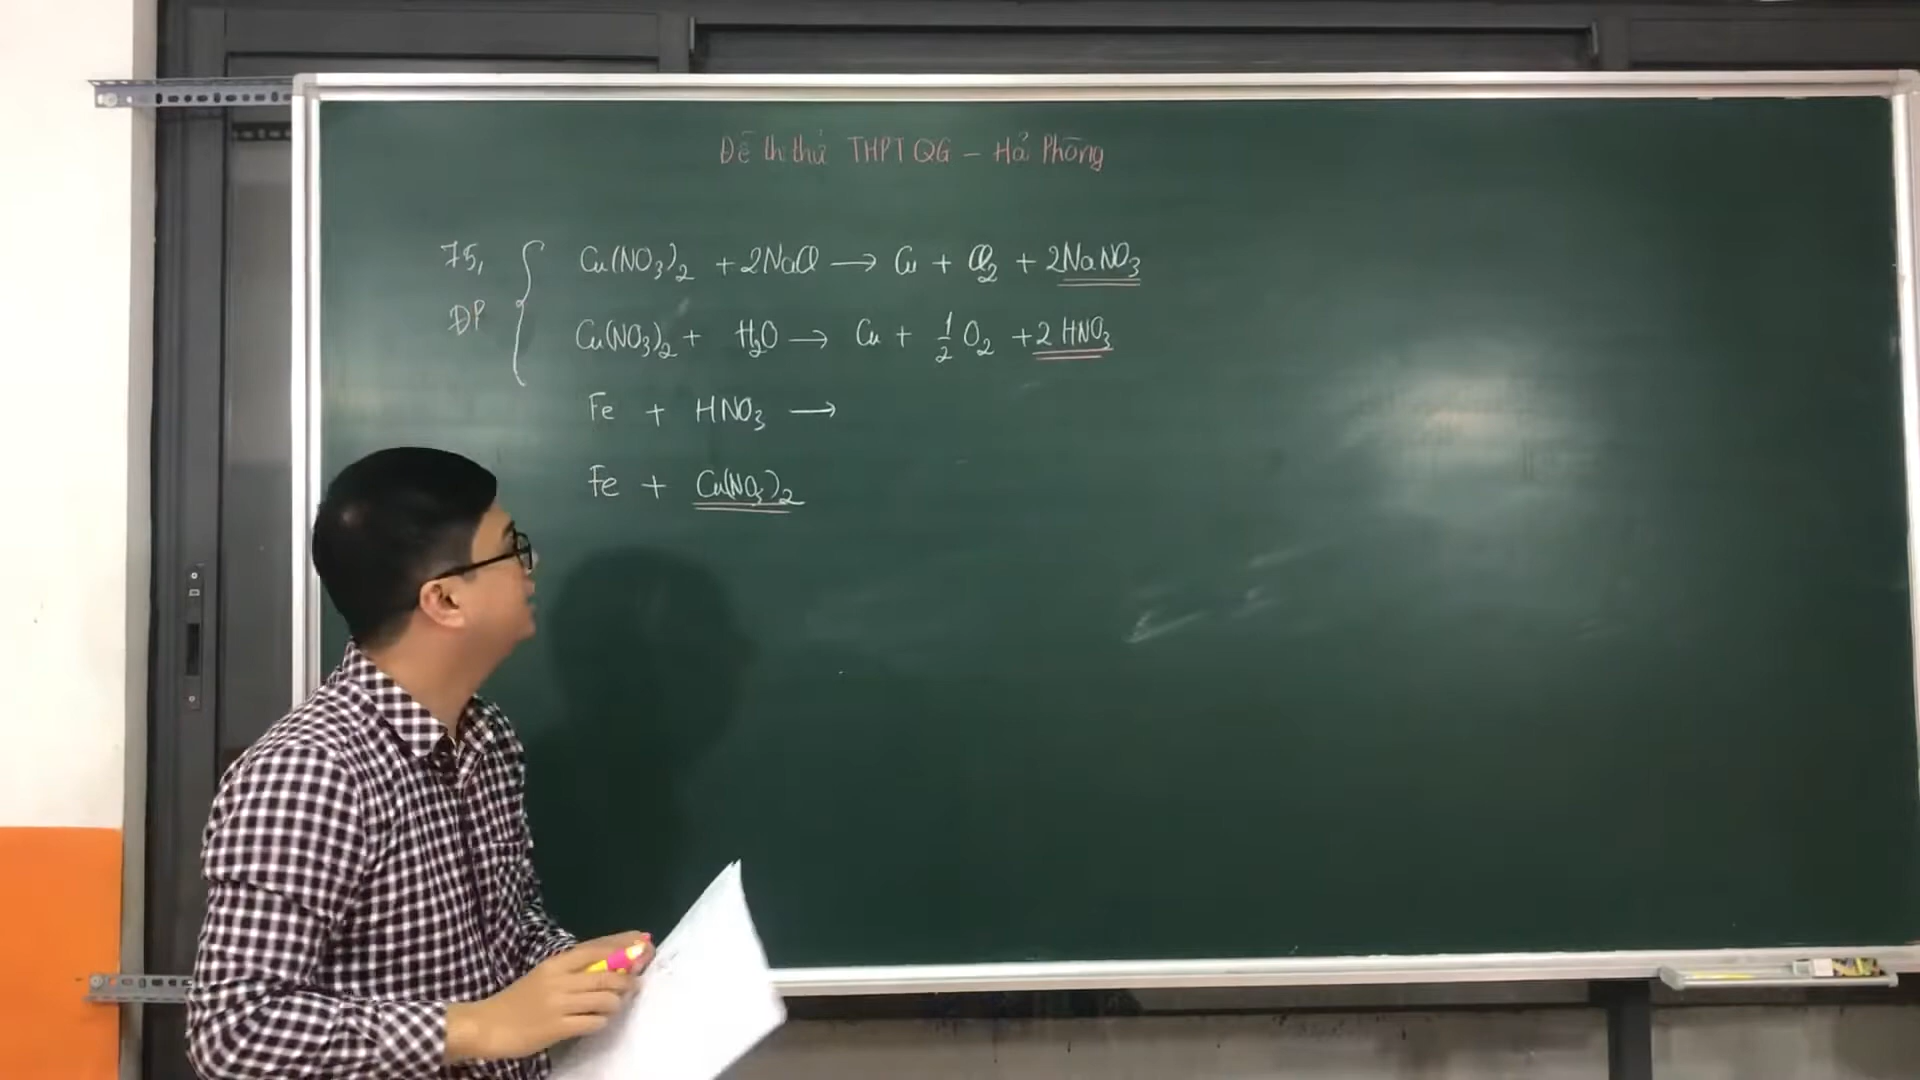 Đề thi thử THPT QG – Hải Phòng
75, Cu(NO₃)₂ + 2NaCl → Cu + Cl₂ + 2NaNO₃
ĐP
Cu(NO₃)₂ + H₂O → Cu + 1/2 O₂ + 2 HNO₃
Fe + HNO₃ →
Fe + Cu(NO₃)₂